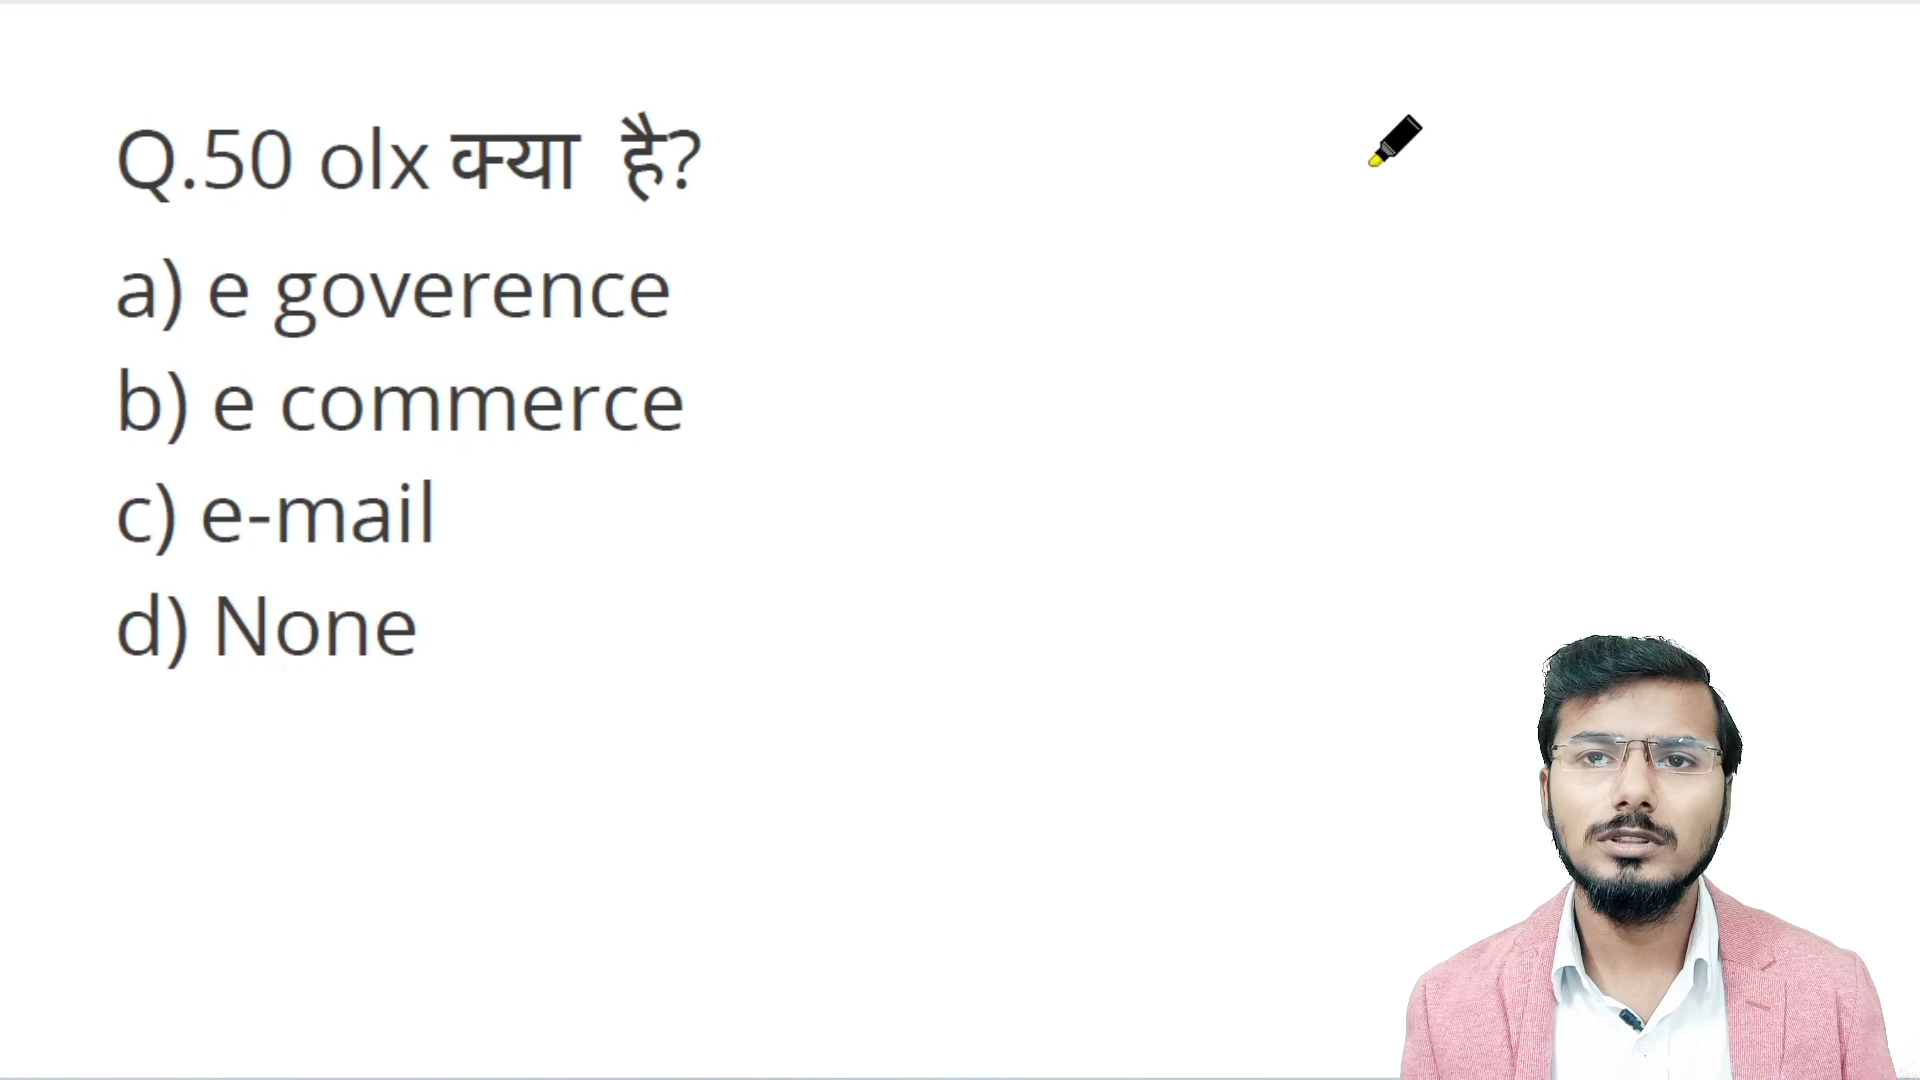 Q.50 olx क्या है?
a) e goverence
b) e commerce
c) e-mail
d) None